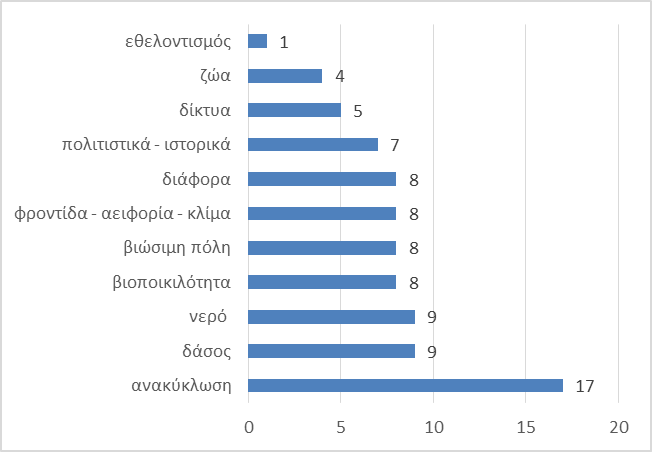 εθελοντισμός 1
ζώα 4
δίκτυα 5
πολιτιστικά - ιστορικά 7
διάφορα 8
φροντίδα - αειφορία - κλίμα 8
βιώσιμη πόλη 8
βιοποικιλότητα 8
νερό 9
δάσος 9
ανακύκλωση 17
0 5 10 15 20